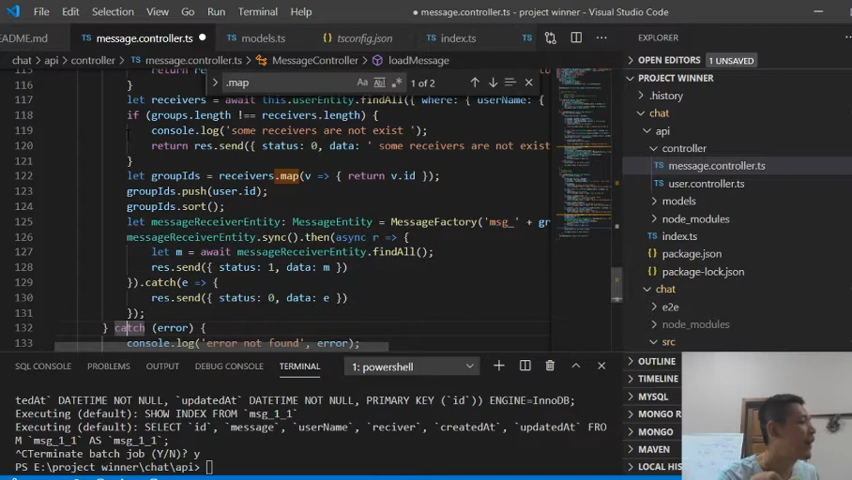 File Edit Selection View Go Run Terminal Help ● message.controller.ts - project winner - Visual Studio Code
EADME.md TS message.controller.ts ● TS models.ts tsconfig.json TS index.ts TS ...
chat > api > controller > TS message.controller.ts > MessageController > loadMessage
> .map Aa Abl .* 1 of 2
115 return re
116 }
117 let receivers = await this.userEntity.findAll({ where: { userName: {
118 if (groups.length !== receivers.length) {
119 console.log('some receivers are not exist ');
120 return res.send({ status: 0, data: ' some receivers are not exist
121 }
122 let groupIds = receivers.map(v => { return v.id });
123 groupIds.push(user.id);
124 groupIds.sort();
125 let messageReceiverEntity: MessageEntity = MessageFactory('msg_' + gr
126 messageReceiverEntity.sync().then(async r => {
127 let m = await messageReceiverEntity.findAll();
128 res.send({ status: 1, data: m })
129 }).catch(e => {
130 res.send({ status: 0, data: e })
131 });
132 } catch (error) {
133 console.log('error not found', error);
SQL CONSOLE PROBLEMS OUTPUT DEBUG CONSOLE TERMINAL 1: powershell
tedAt` DATETIME NOT NULL, `updatedAt` DATETIME NOT NULL, PRIMARY KEY (`id`)) ENGINE=InnoDB;
Executing (default): SHOW INDEX FROM `msg_1_1`
Executing (default): SELECT `id`, `message`, `userName`, `reciver`, `createdAt`, `updatedAt` FRO
M `msg_1_1` AS `msg_1_1`;
^CTerminate batch job (Y/N)? y
PS E:\project winner\chat\api>
EXPLORER ...
> OPEN EDITORS 1 UNSAVED
PROJECT WINNER
> .history
chat
api
controller
TS message.controller.ts
TS user.controller.ts
> models
> node_modules
TS index.ts
package.json
package-lock.json
chat
> e2e
> node_modules
src
> OUTLINE
> TIMELINE
> MYSQL
> MONGO
> MONGO
> MONGO
> LOCAL HIS